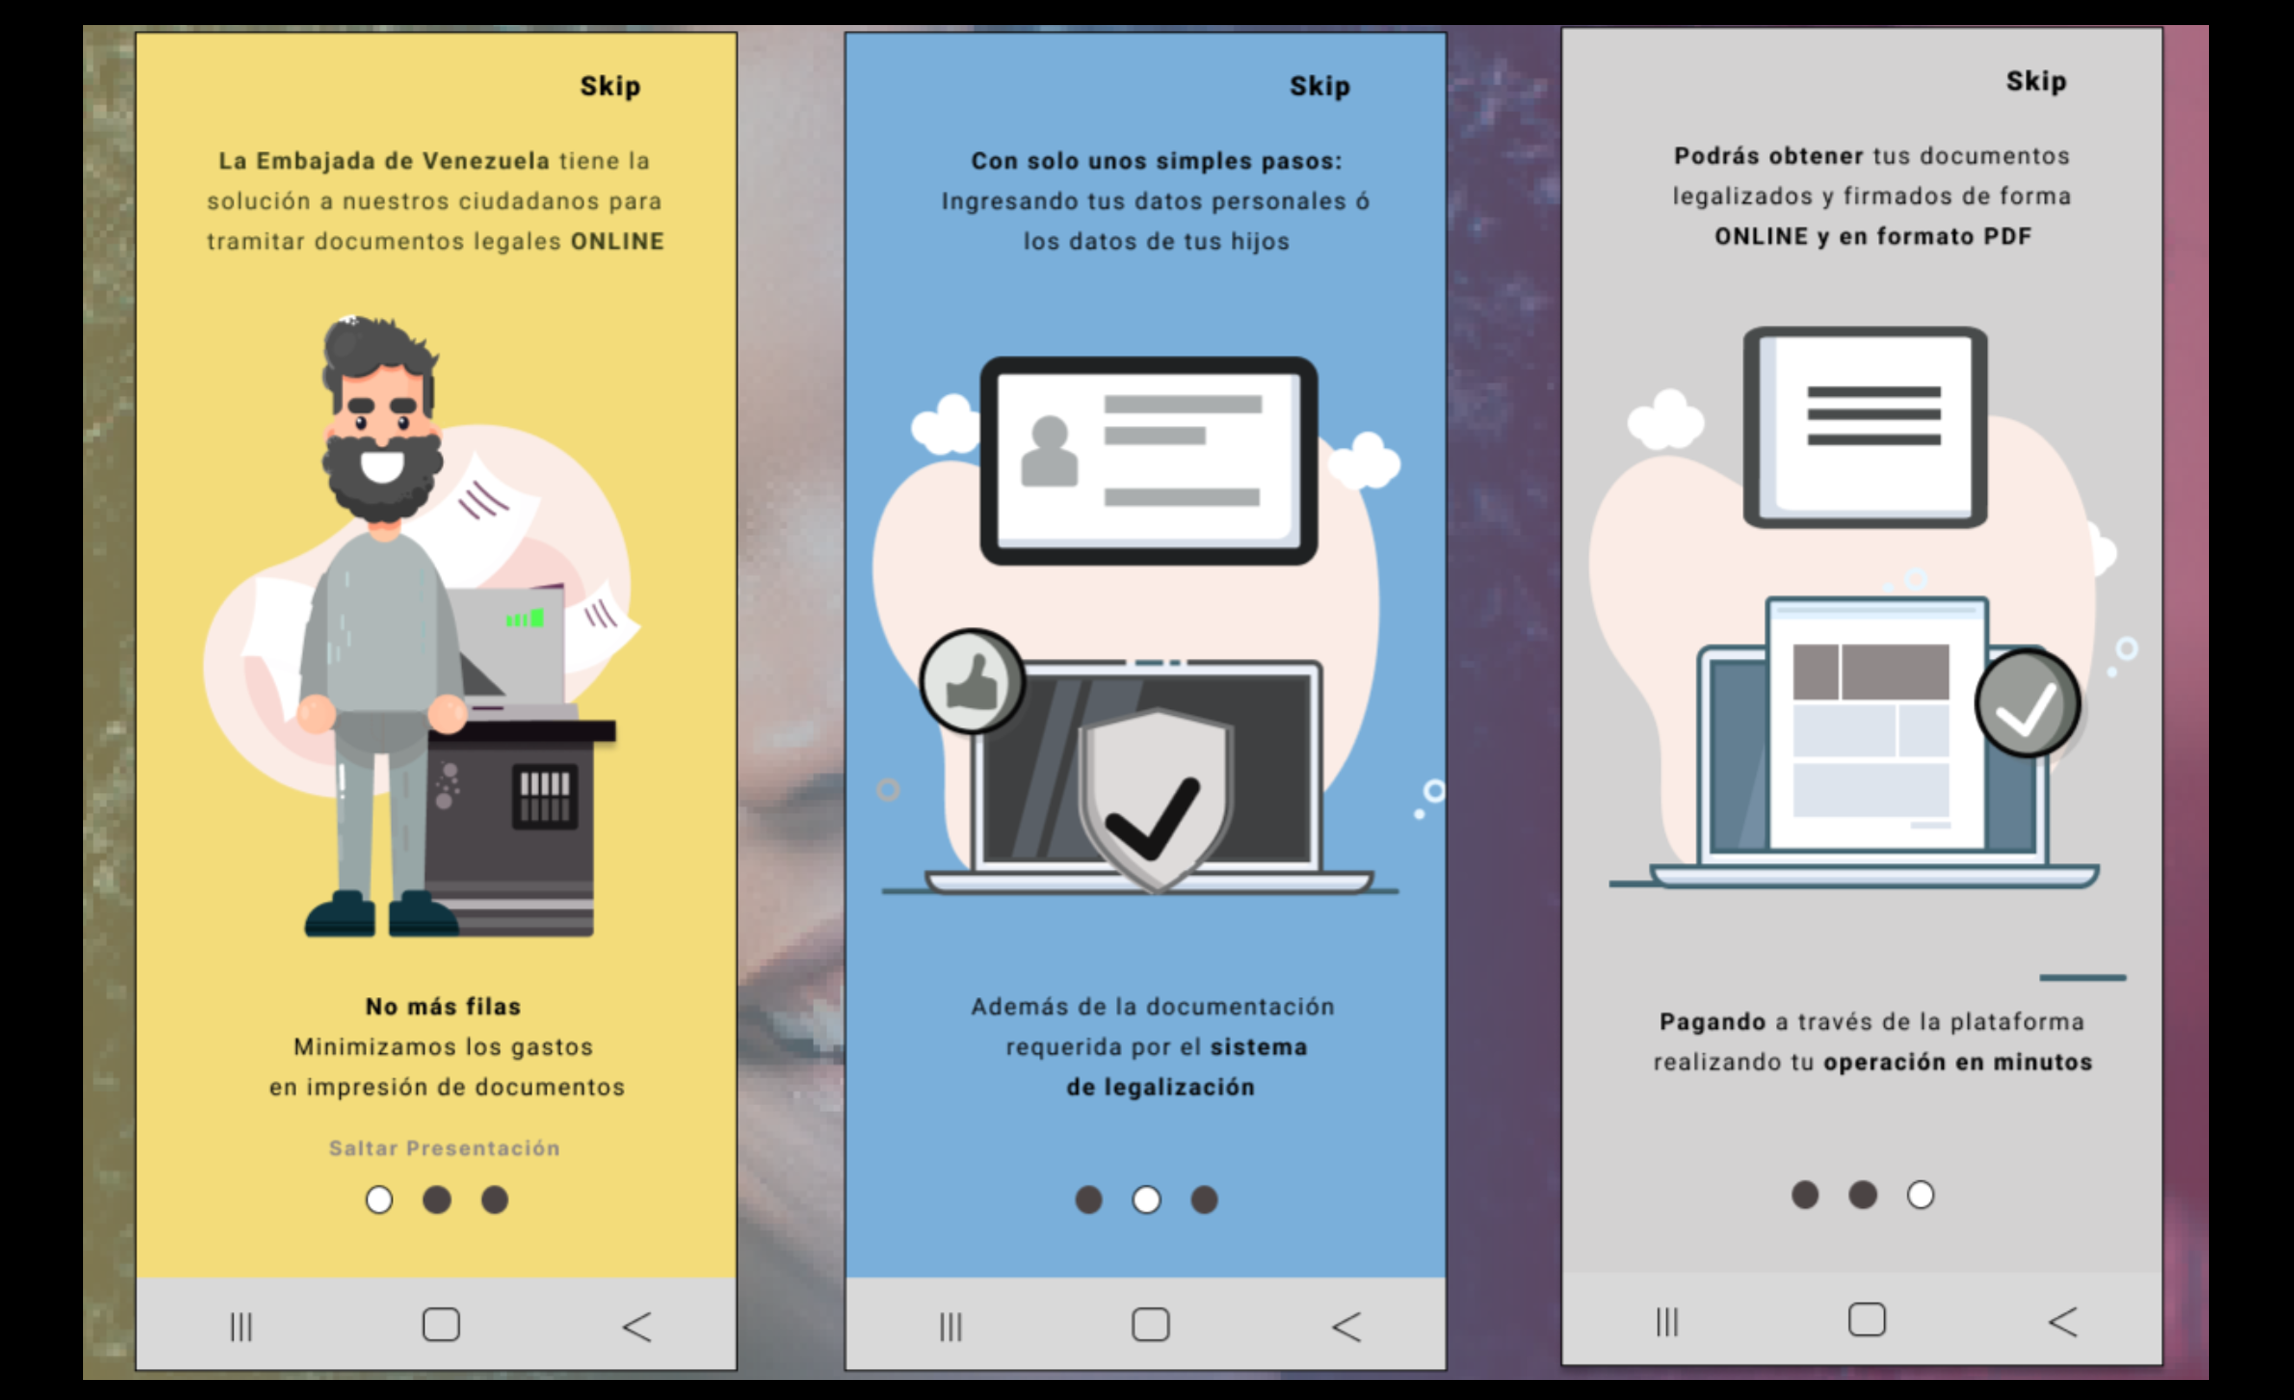 Skip
La Embajada de Venezuela tiene la
solución a nuestros ciudadanos para
tramitar documentos legales ONLINE
No más filas
Minimizamos los gastos
en impresión de documentos
Saltar Presentación
Skip
Con solo unos simples pasos:
Ingresando tus datos personales ó
los datos de tus hijos
Además de la documentación
requerida por el sistema
de legalización
Skip
Podrás obtener tus documentos
legalizados y firmados de forma
ONLINE y en formato PDF
Pagando a través de la plataforma
realizando tu operación en minutos